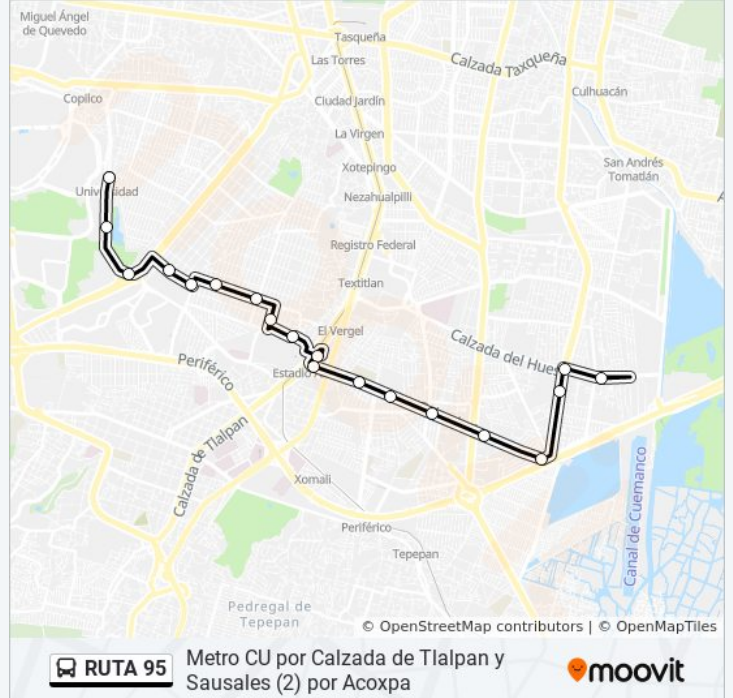 Miguel Ángel
de Quevedo
Tasqueña
Las Torres
Calzada Taxqueña
Copilco
Ciudad Jardín
Culhuacán
La Virgen
San Andrés
Tomatlán
Xotepingo
Universidad
Nezahualpilli
Registro Federal
Textitlan
El Vergel
Calzada del Hues
Periférico
Estadio A
Calzada de Tlalpan
Xomali
Canal de Cuemanco
Periférico
Tepepan
Pedregal de
Tepepan
© OpenStreetMap contributors | © OpenMapTiles
RUTA 95
Metro CU por Calzada de Tlalpan y
Sausales (2) por Acoxpa
moovit